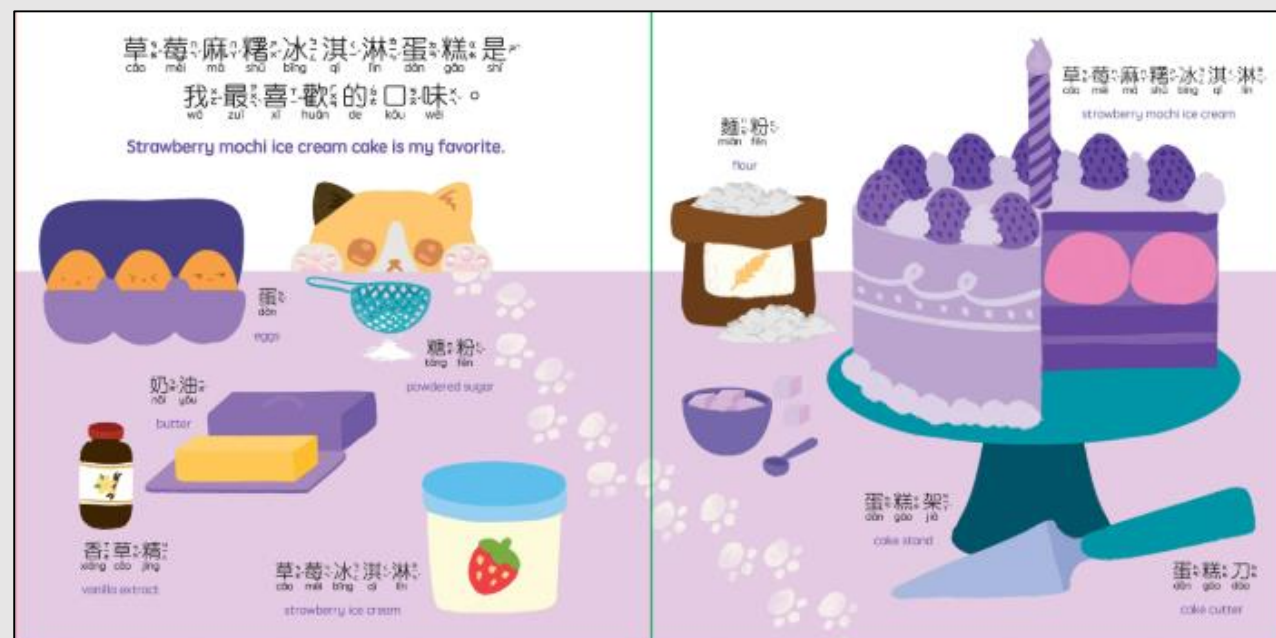 草莓麻糬冰淇淋蛋糕是
cǎo méi má shǔ bīng qí lín dàn gāo shì
我最喜歡的口味。
wǒ zuì xǐ huān de kǒu wèi
Strawberry mochi ice cream cake is my favorite.
蛋
dàn
eggs
糖粉
táng fěn
powdered sugar
奶油
nǎi yóu
butter
香草精
xiāng cǎo jīng
vanilla extract
草莓冰淇淋
cǎo méi bīng qí lín
strawberry ice cream
麵粉
miàn fěn
flour
草莓麻糬冰淇淋
cǎo méi má shǔ bīng qí lín
strawberry mochi ice cream
蛋糕架
dàn gāo jià
cake stand
蛋糕刀
dàn gāo dāo
cake cutter